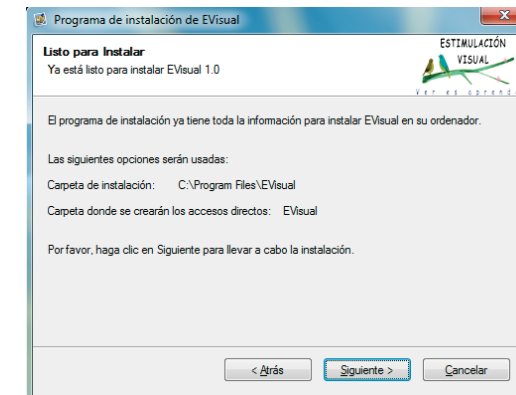 Programa de instalación de EVisual
Listo para Instalar
Ya está listo para instalar EVisual 1.0
ESTIMULACIÓN
VISUAL
Ver es aprend
El programa de instalación ya tiene toda la información para instalar EVisual en su ordenador.
Las siguientes opciones serán usadas:
Carpeta de instalación: C:\Program Files\EVisual
Carpeta donde se crearán los accesos directos: EVisual
Por favor, haga clic en Siguiente para llevar a cabo la instalación.
< Atrás
Siguiente >
Cancelar